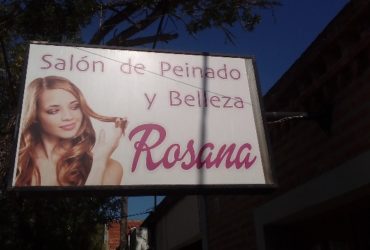 Salón de Peinado
y Belleza
Rosana